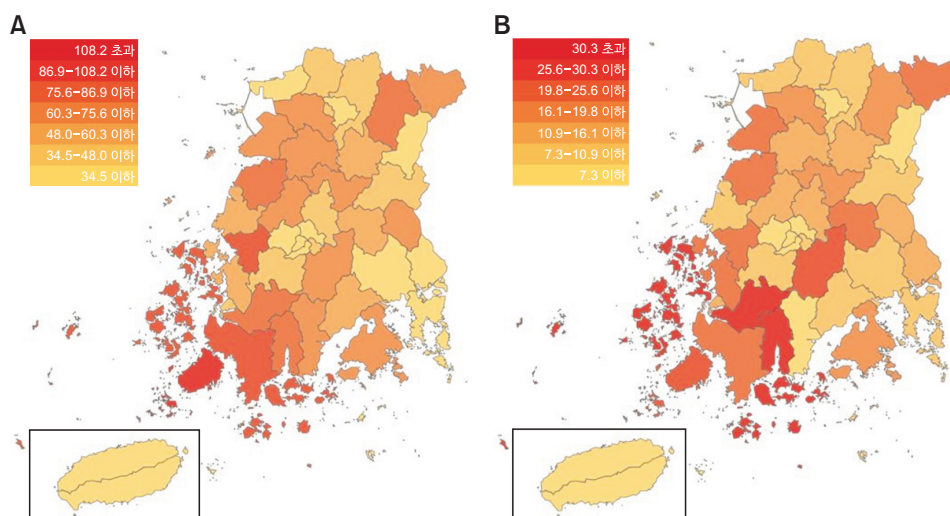 A
108.2 초과
86.9–108.2 이하
75.6–86.9 이하
60.3–75.6 이하
48.0–60.3 이하
34.5–48.0 이하
34.5 이하
B
30.3 초과
25.6–30.3 이하
19.8–25.6 이하
16.1–19.8 이하
10.9–16.1 이하
7.3–10.9 이하
7.3 이하